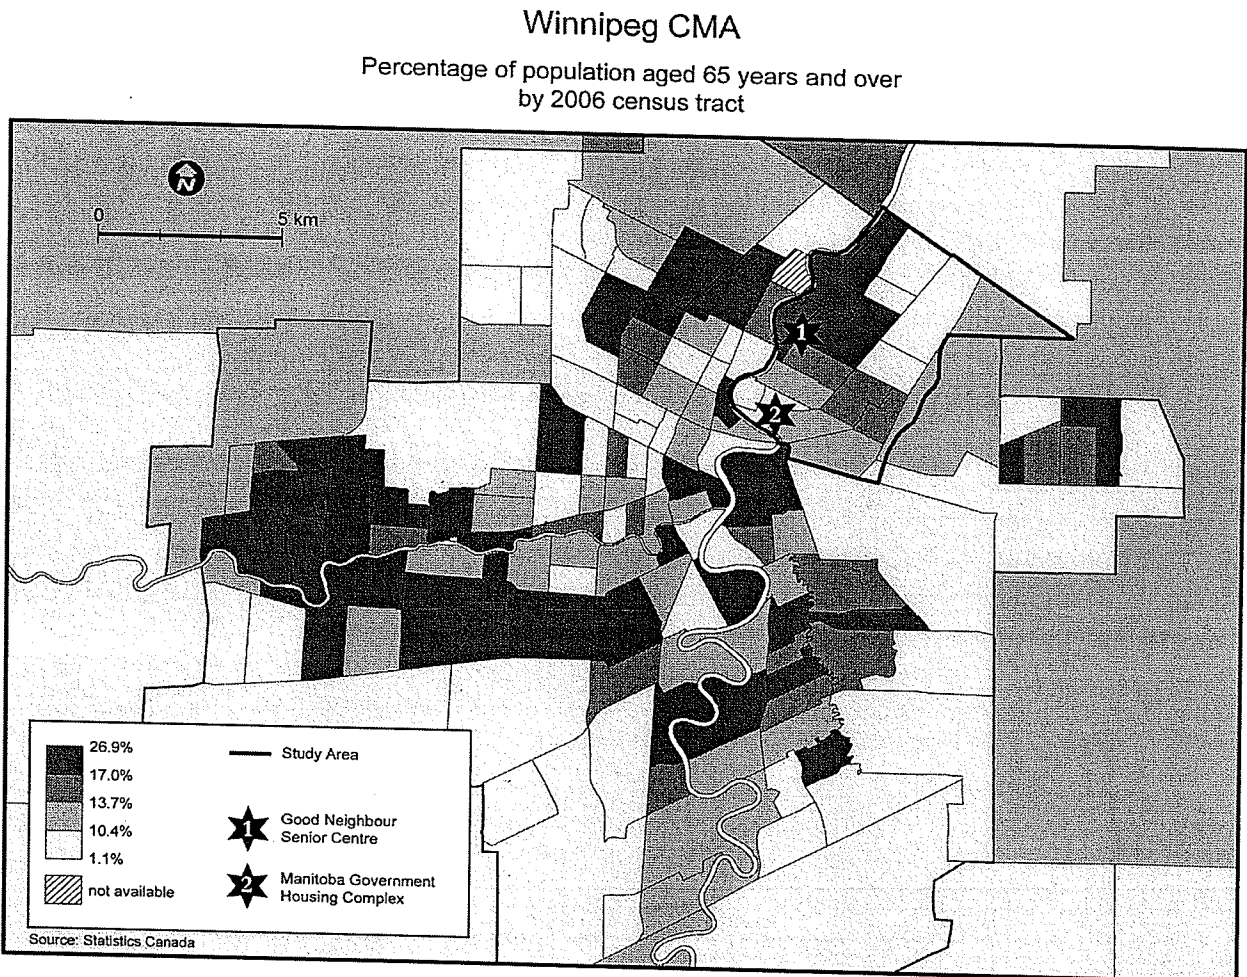 Winnipeg CMA
Percentage of population aged 65 years and over
by 2006 census tract
N
0 5 km
1
2
26.9%
17.0%
13.7%
10.4%
1.1%
not available
Study Area
1 Good Neighbour
Senior Centre
2 Manitoba Government
Housing Complex
Source: Statistics Canada